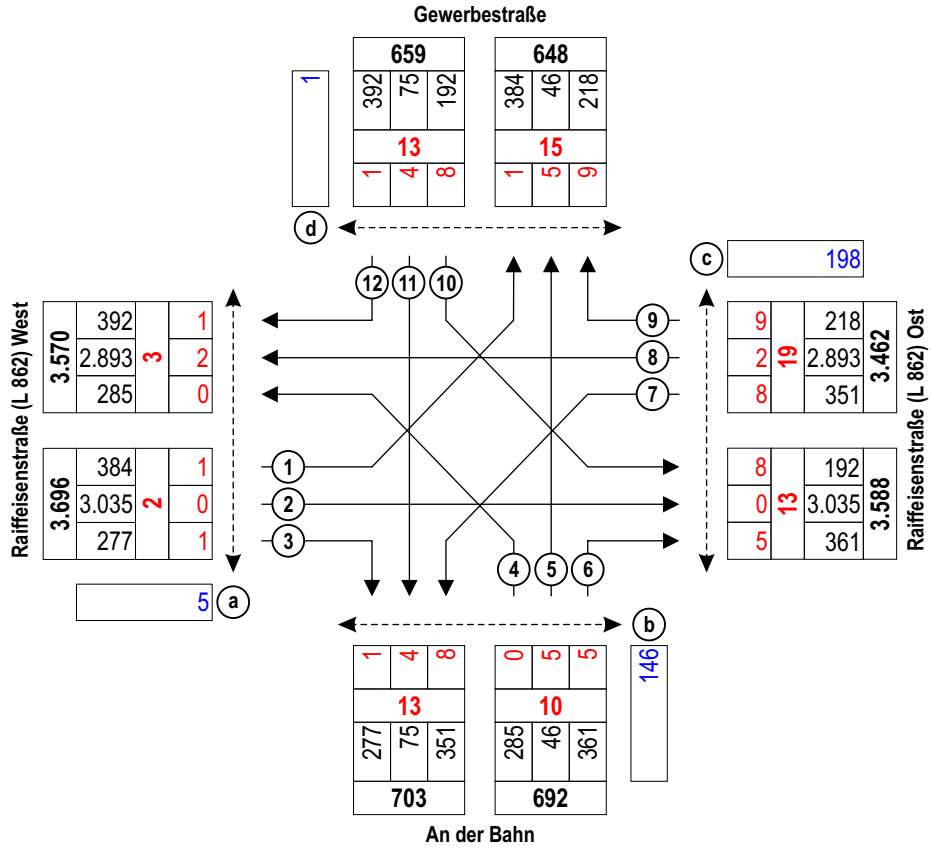 Gewerbestraße
659
392 75 192
13
1 4 8
648
384 46 218
15
1 5 9
1
d
12 11 10
c
198
Raiffeisenstraße (L 862) West
3.570
392 1
2.893 3 2
285 0
3.696
384 1
3.035 2 0
277 1
5 a
1
2
3
4 5 6
9
8
7
9 218
2 19 2.893
8 351
3.462
8 192
0 13 3.035
5 361
3.588
Raiffeisenstraße (L 862) Ost
b
146
1 4 8
13
277 75 351
703
0 5 5
10
285 46 361
692
An der Bahn